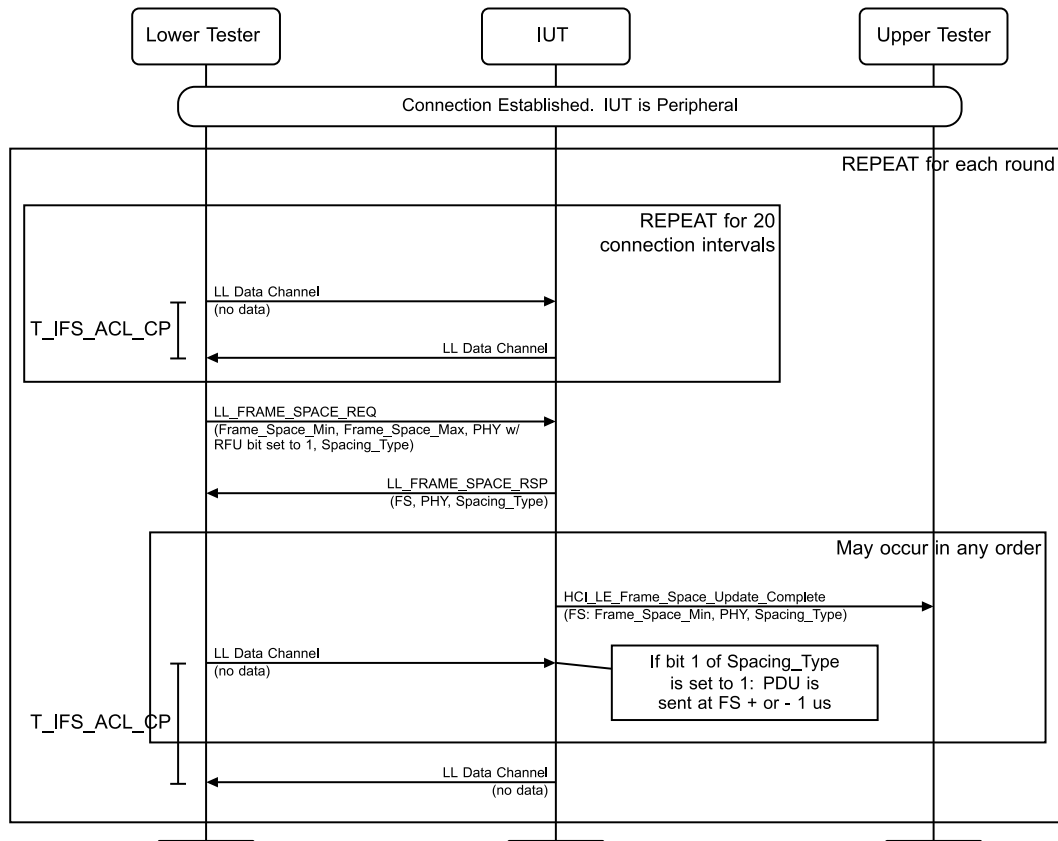 Lower Tester
IUT
Upper Tester
Connection Established. IUT is Peripheral
REPEAT for each round
REPEAT for 20
connection intervals
LL Data Channel
(no data)
T_IFS_ACL_CP
LL Data Channel
LL_FRAME_SPACE_REQ
(Frame_Space_Min, Frame_Space_Max, PHY w/
RFU bit set to 1, Spacing_Type)
LL_FRAME_SPACE_RSP
(FS, PHY, Spacing_Type)
May occur in any order
HCI_LE_Frame_Space_Update_Complete
(FS: Frame_Space_Min, PHY, Spacing_Type)
LL Data Channel
(no data)
If bit 1 of Spacing_Type
is set to 1: PDU is
sent at FS + or - 1 us
T_IFS_ACL_CP
LL Data Channel
(no data)